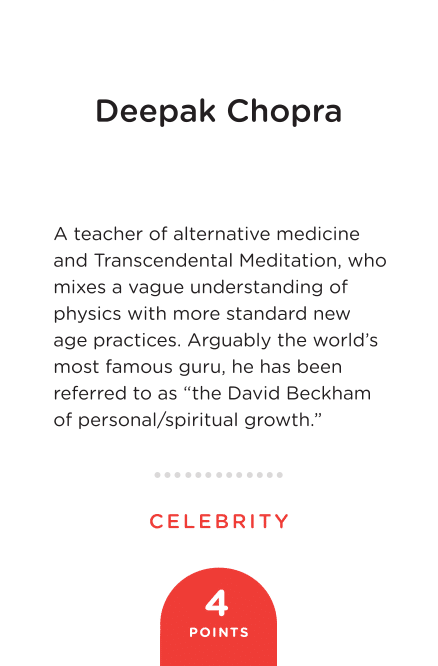 Deepak Chopra
A teacher of alternative medicine
and Transcendental Meditation, who
mixes a vague understanding of
physics with more standard new
age practices. Arguably the world’s
most famous guru, he has been
referred to as “the David Beckham
of personal/spiritual growth.”
CELEBRITY
4
POINTS